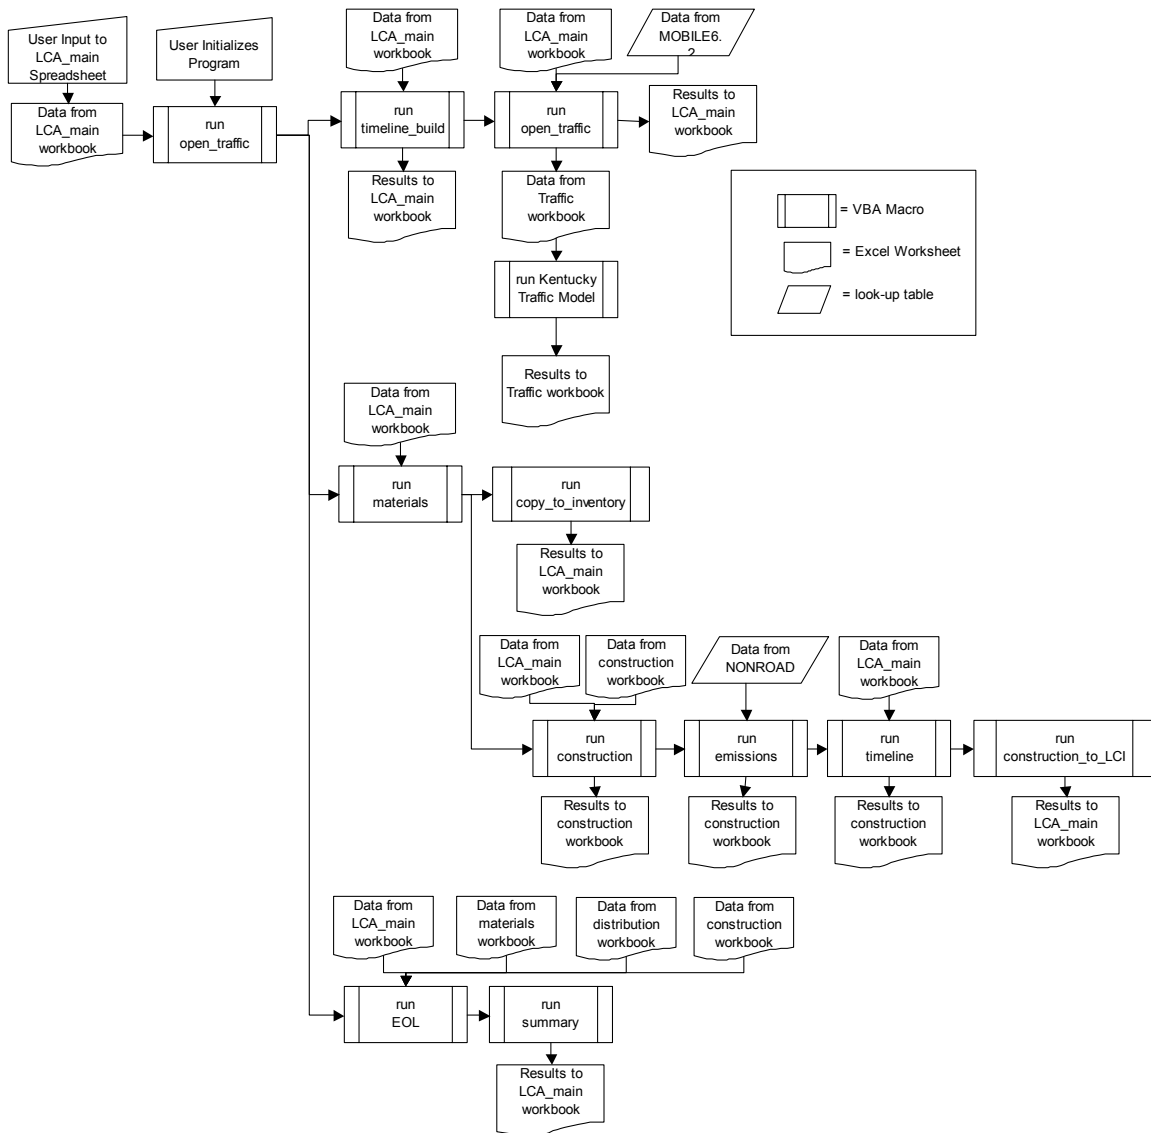 User Input to
LCA_main
Spreadsheet
User Initializes
Program
Data from
LCA_main
workbook
Data from
LCA_main
workbook
Data from
MOBILE6.
Data from
LCA_main
workbook
run
open_traffic
run
timeline_build
run
open_traffic
Results to
LCA_main
workbook
Results to
LCA_main
workbook
Data from
Traffic
workbook
= VBA Macro
= Excel Worksheet
= look-up table
run Kentucky
Traffic Model
Results to
Traffic workbook
Data from
LCA_main
workbook
run
materials
run
copy_to_inventory
Results to
LCA_main
workbook
Data from
LCA_main
workbook
Data from
construction
workbook
Data from
NONROAD
Data from
LCA_main
workbook
run
construction
run
emissions
run
timeline
run
construction_to_LCI
Results to
construction
workbook
Results to
construction
workbook
Results to
construction
workbook
Results to
LCA_main
workbook
Data from
LCA_main
workbook
Data from
materials
workbook
Data from
distribution
workbook
Data from
construction
workbook
run
EOL
run
summary
Results to
LCA_main
workbook